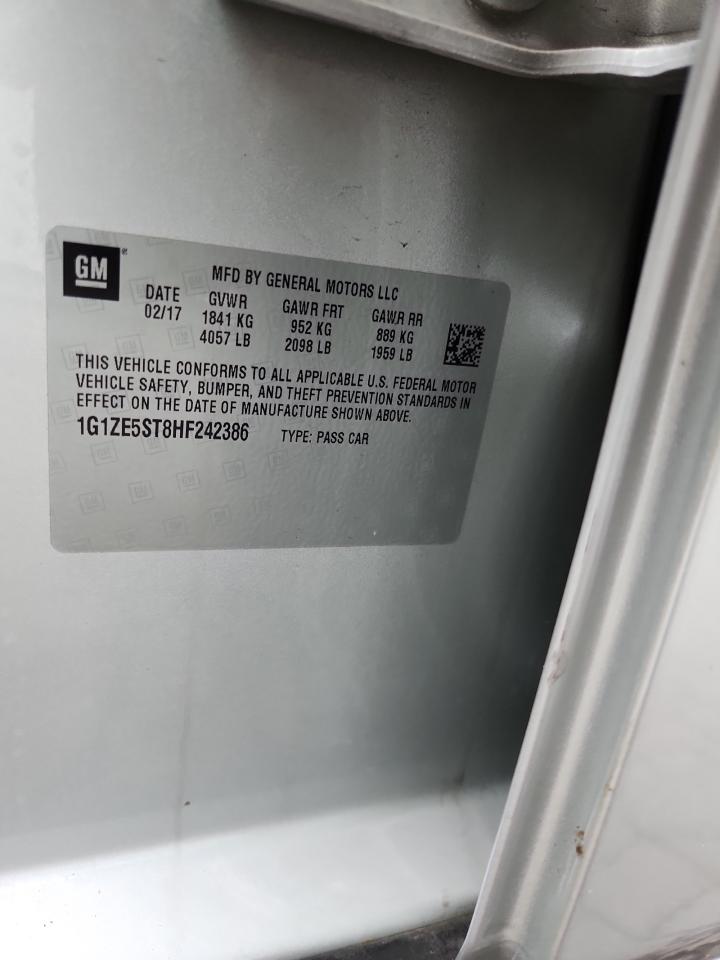 GM
MFD BY GENERAL MOTORS LLC
DATE GVWR GAWR FRT GAWR RR
02/17 1841 KG 952 KG 889 KG
4057 LB 2098 LB 1959 LB
THIS VEHICLE CONFORMS TO ALL APPLICABLE U.S. FEDERAL MOTOR
VEHICLE SAFETY, BUMPER, AND THEFT PREVENTION STANDARDS IN
EFFECT ON THE DATE OF MANUFACTURE SHOWN ABOVE.
1G1ZE5ST8HF242386 TYPE: PASS CAR